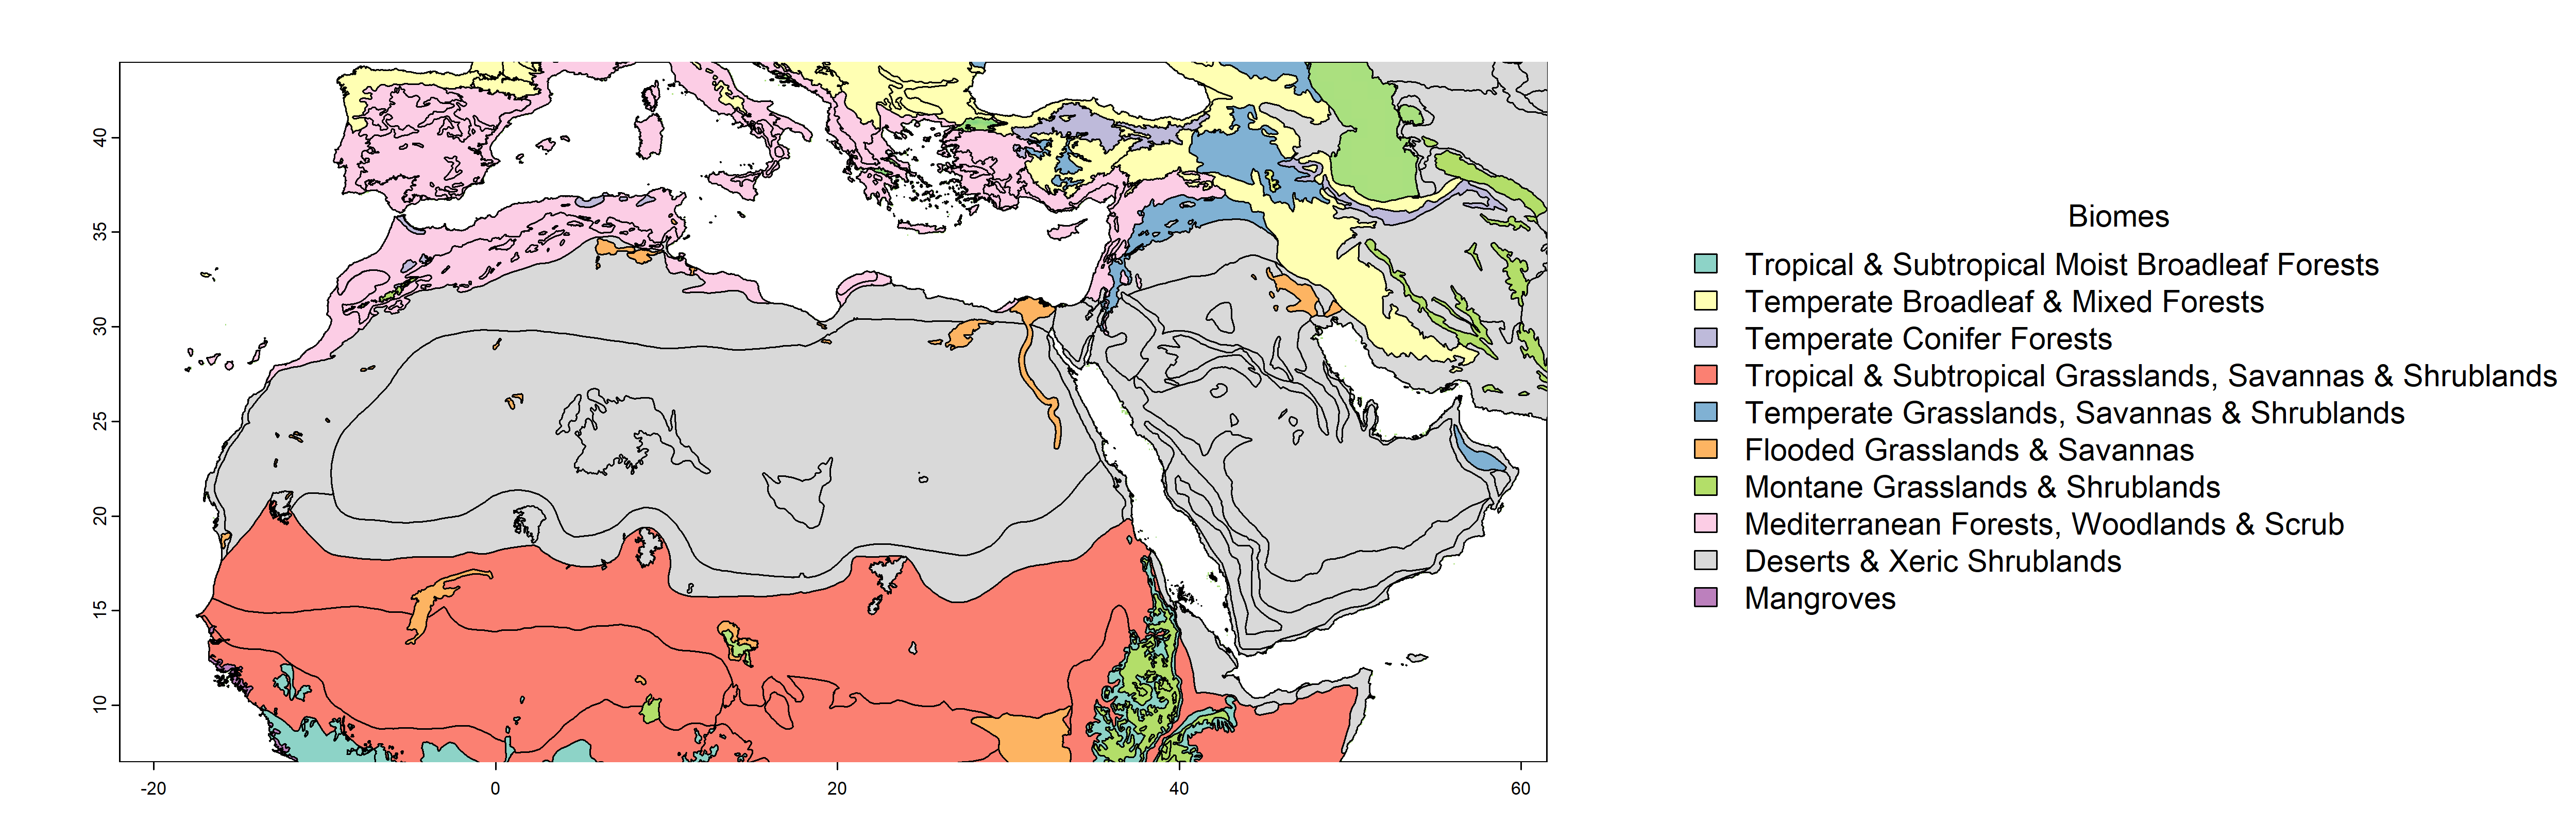 40
35
30
25
20
15
10
-20
0
20
40
60
Biomes
Tropical & Subtropical Moist Broadleaf Forests
Temperate Broadleaf & Mixed Forests
Temperate Conifer Forests
Tropical & Subtropical Grasslands, Savannas & Shrublands
Temperate Grasslands, Savannas & Shrublands
Flooded Grasslands & Savannas
Montane Grasslands & Shrublands
Mediterranean Forests, Woodlands & Scrub
Deserts & Xeric Shrublands
Mangroves